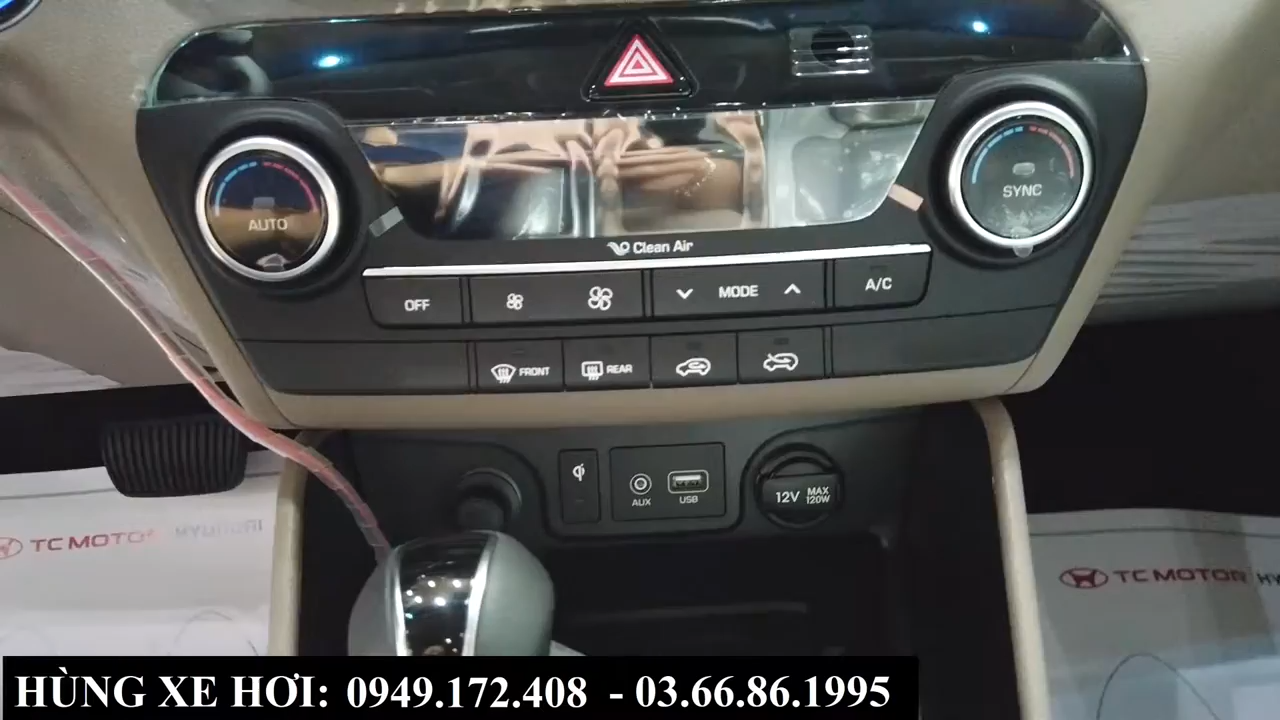 AUTO
SYNC
Clean Air
OFF
MODE
A/C
FRONT
REAR
AUX
USB
12V MAX 120W
TC MOTOR HYUNDAI
TC MOTOR HY
HÙNG XE HƠI: 0949.172.408 - 03.66.86.1995